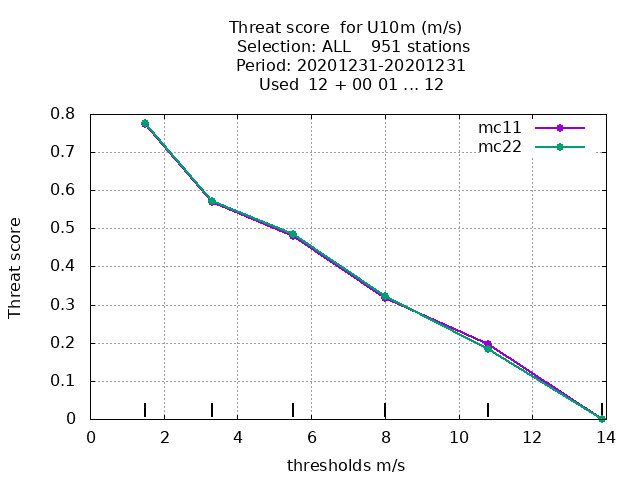 Threat score  for U10m (m/s)
Selection: ALL    951 stations
Period: 20201231-20201231
Used  12 + 00 01 ... 12
mc11
mc22
0.8
0.7
0.6
0.5
0.4
0.3
0.2
0.1
0
Threat score
0 2 4 6 8 10 12 14
thresholds m/s